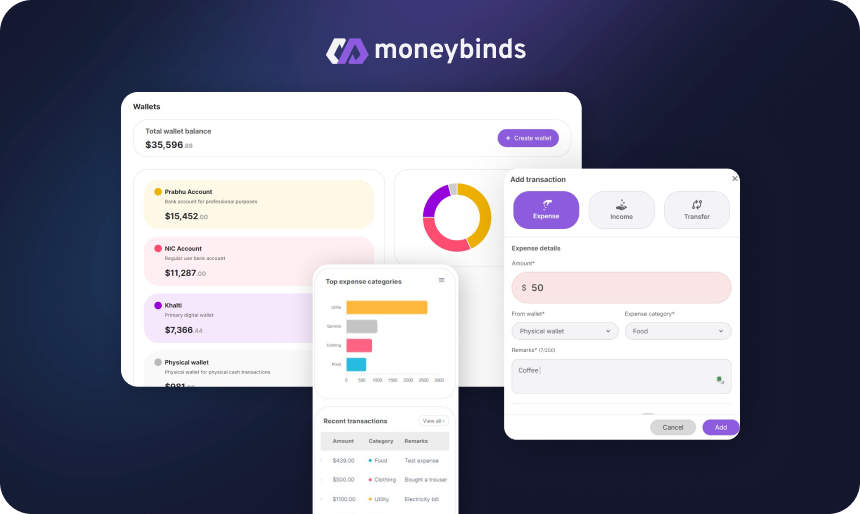 moneybinds
Wallets
Total wallet balance
$35,596.89
+ Create wallet
Prabhu Account
Bank account for professional purposes
$15,452.00
NIC Account
Regular use bank account
$11,287.00
Khalti
Primary digital wallet
$7,366.44
Physical wallet
Physical wallet for physical cash transactions
$981
Top expense categories
Utility
General
Clothing
Food
0 500 1000 1500 2000 2500 3000
Recent transactions
View all ›
Amount Category Remarks
$439.00 Food Test expense
$500.00 Clothing Bought a trouser
$1100.00 Utility Electricity bill
Add transaction
Expense
Income
Transfer
Expense details
Amount*
$ 50
From wallet* Expense category*
Physical wallet Food
Remarks* (7/200)
Coffee
Cancel Add